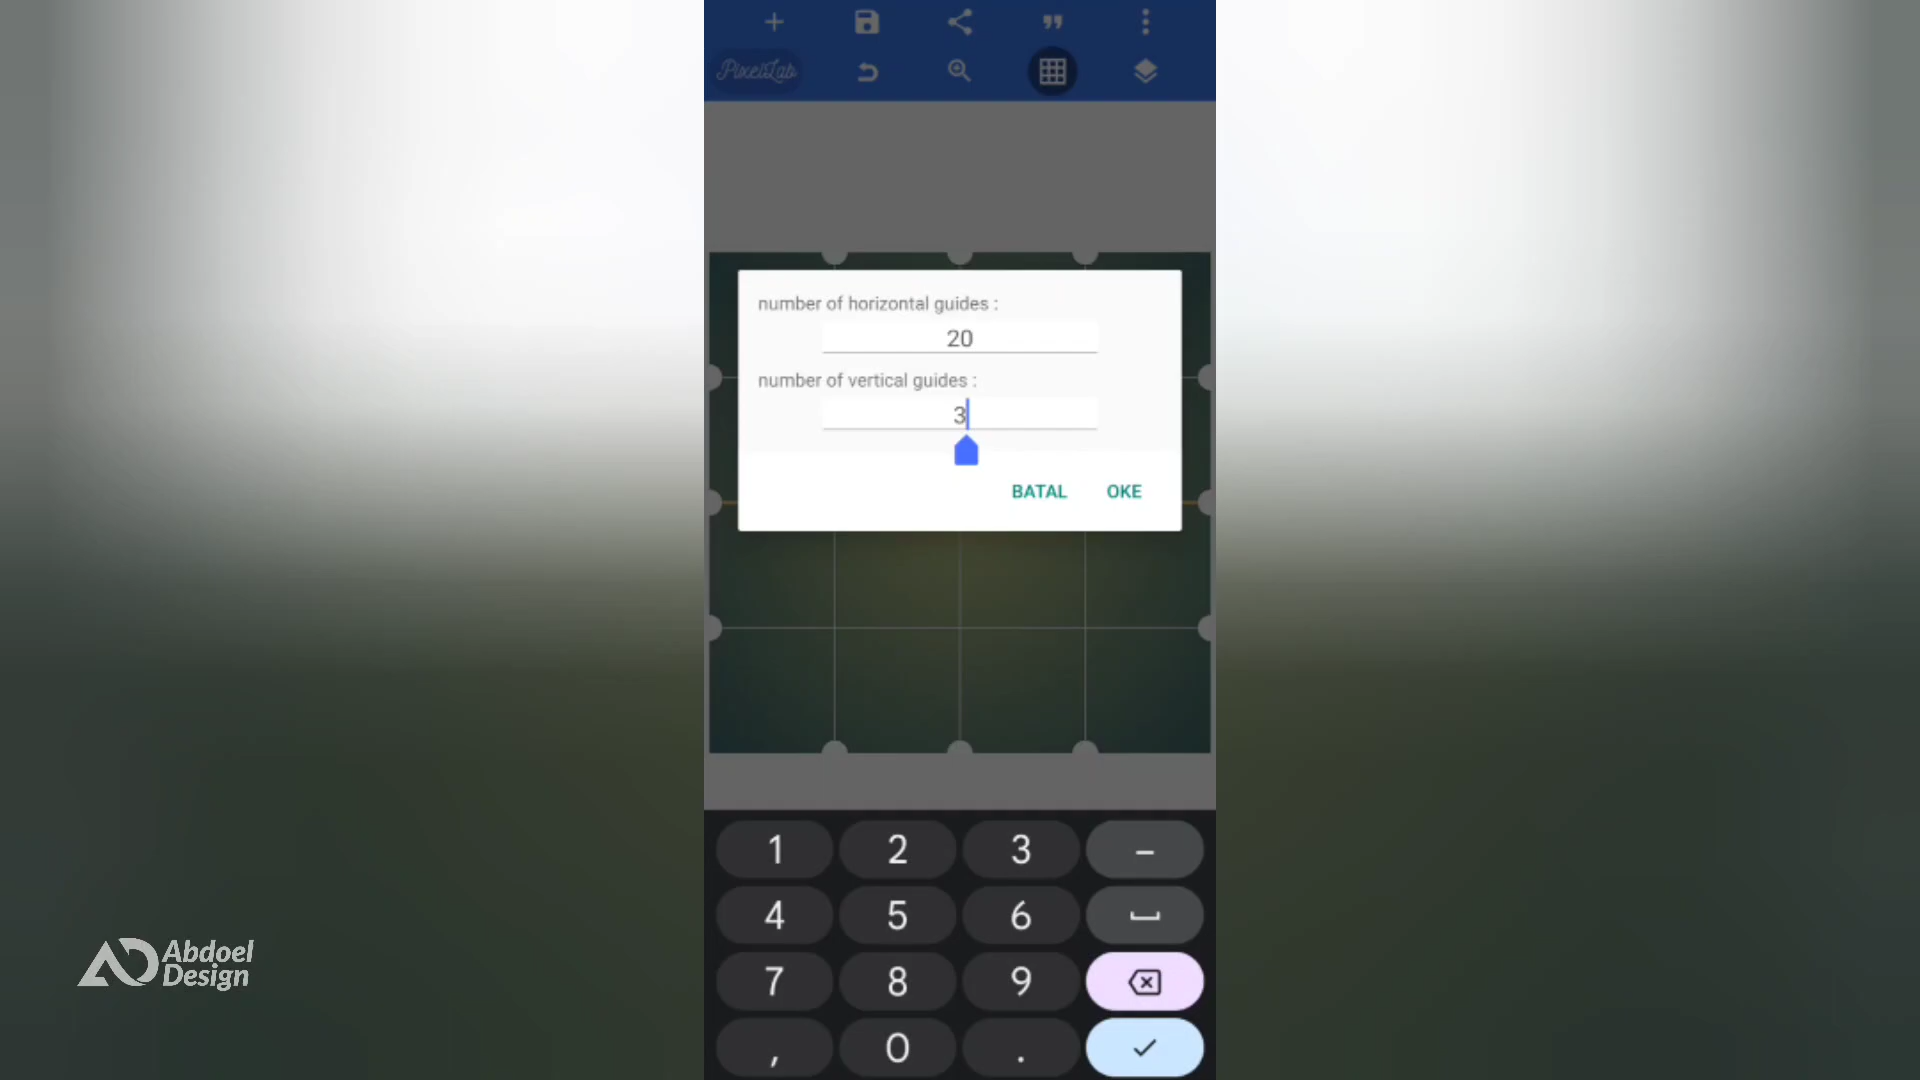 PixelLab
number of horizontal guides :
20
number of vertical guides :
3
BATAL OKE
1 2 3 –
4 5 6
7 8 9
, 0 .
Abdoel
Design